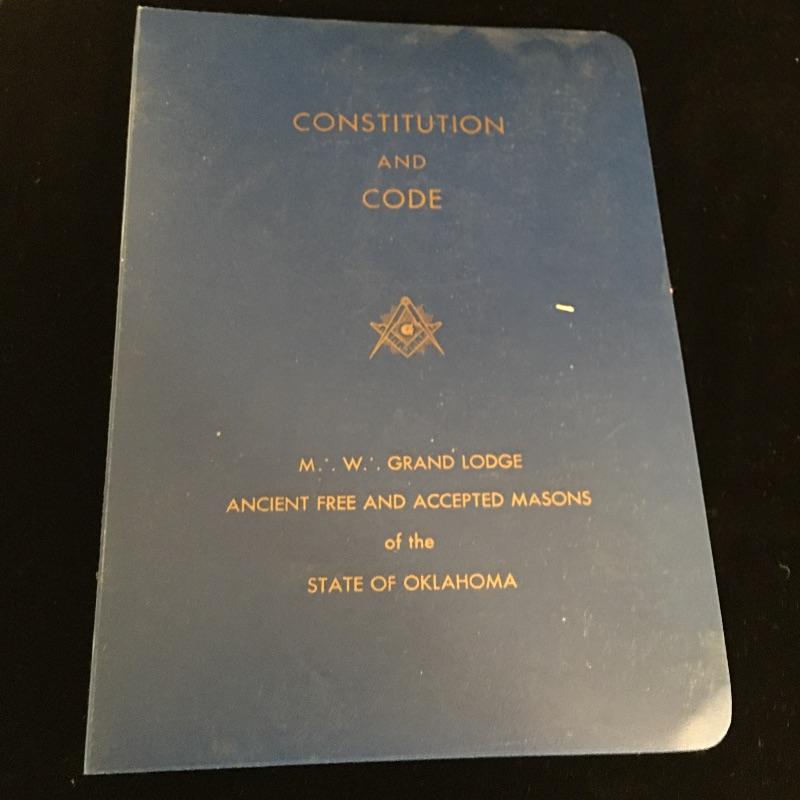 CONSTITUTION
AND
CODE
G
M∴ W∴ GRAND LODGE
ANCIENT FREE AND ACCEPTED MASONS
of the
STATE OF OKLAHOMA